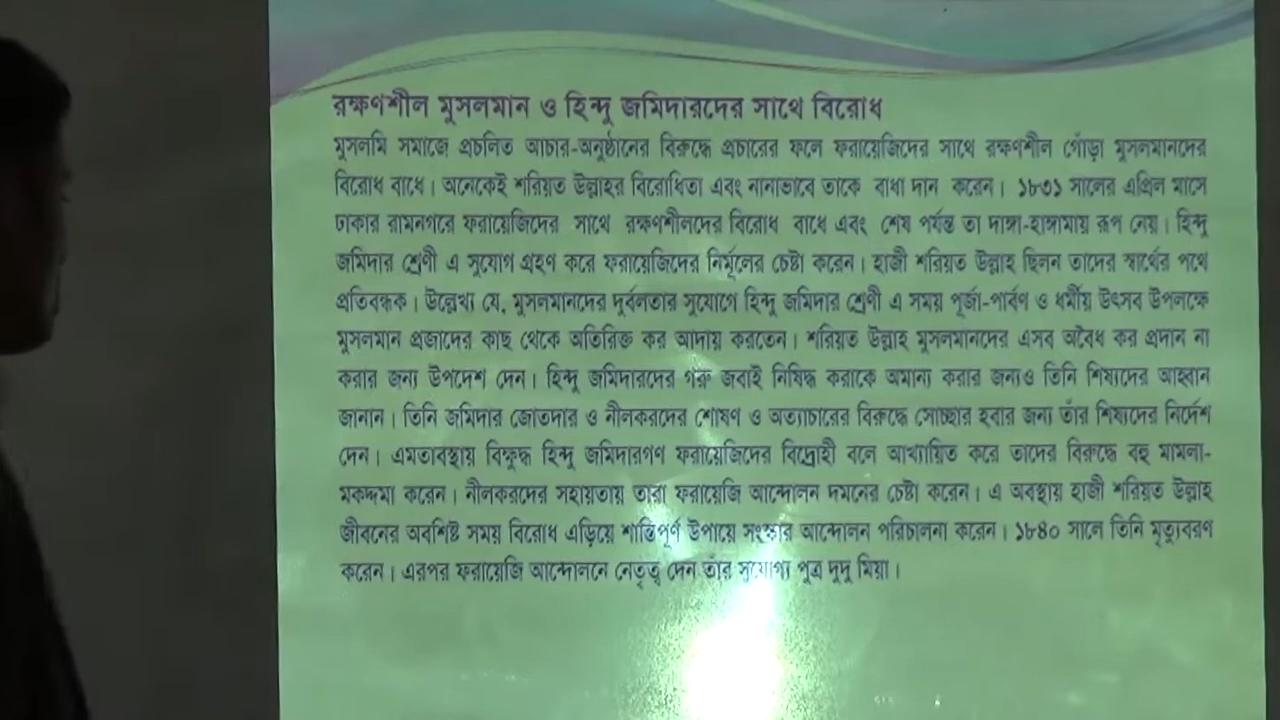 রক্ষণশীল মুসলমান ও হিন্দু জমিদারদের সাথে বিরোধ
মুসলমি সমাজে প্রচলিত আচার-অনুষ্ঠানের বিরুদ্ধে প্রচারের ফলে ফরায়েজিদের সাথে রক্ষণশীল গোঁড়া মুসলমানদের
বিরোধ বাধে। অনেকেই শরিয়ত উল্লাহর বিরোধিতা এবং নানাভাবে তাকে বাধা দান করেন। ১৮৩১ সালের এপ্রিল মাসে
ঢাকার রামনগরে ফরায়েজিদের সাথে রক্ষণশীলদের বিরোধ বাধে এবং শেষ পর্যন্ত তা দাঙ্গা-হাঙ্গামায় রূপ নেয়। হিন্দু
জমিদার শ্রেণী এ সুযোগ গ্রহণ করে ফরায়েজিদের নির্মূলের চেষ্টা করেন। হাজী শরিয়ত উল্লাহ ছিলন তাদের স্বার্থের পথে
প্রতিবন্ধক। উল্লেখ্য যে, মুসলমানদের দুর্বলতার সুযোগে হিন্দু জমিদার শ্রেণী এ সময় পূর্জা-পার্বণ ও ধর্মীয় উৎসব উপলক্ষে
মুসলমান প্রজাদের কাছ থেকে অতিরিক্ত কর আদায় করতেন। শরিয়ত উল্লাহ মুসলমানদের এসব অবৈধ কর প্রদান না
করার জন্য উপদেশ দেন। হিন্দু জমিদারদের গরু জবাই নিষিদ্ধ করাকে অমান্য করার জন্যও তিনি শিষ্যদের আহ্বান
জানান। তিনি জমিদার জোতদার ও নীলকরদের শোষণ ও অত্যাচারের বিরুদ্ধে সোচ্ছার হবার জন্য তাঁর শিষ্যদের নির্দেশ
দেন। এমতাবস্থায় বিক্ষুদ্ধ হিন্দু জমিদারগণ ফরায়েজিদের বিদ্রোহী বলে আখ্যায়িত করে তাদের বিরুদ্ধে বহু মামলা-
মকদ্দমা করেন। নীলকরদের সহায়তায় তারা ফরায়েজি আন্দোলন দমনের চেষ্টা করেন। এ অবস্থায় হাজী শরিয়ত উল্লাহ
জীবনের অবশিষ্ট সময় বিরোধ এড়িয়ে শান্তিপূর্ণ উপায়ে সংস্কার আন্দোলন পরিচালনা করেন। ১৮৪০ সালে তিনি মৃত্যুবরণ
করেন। এরপর ফরায়েজি আন্দোলনে নেতৃত্ব দেন তাঁর সুযোগ্য পুত্র দুদু মিয়া।